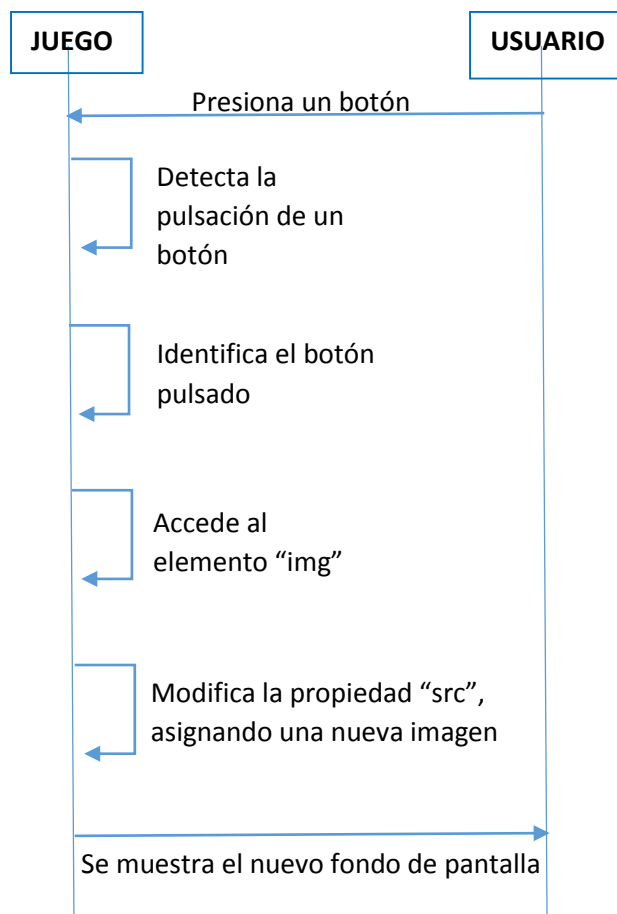 JUEGO
USUARIO
Presiona un botón
Detecta la
pulsación de un
botón
Identifica el botón
pulsado
Accede al
elemento “img”
Modifica la propiedad “src”,
asignando una nueva imagen
Se muestra el nuevo fondo de pantalla